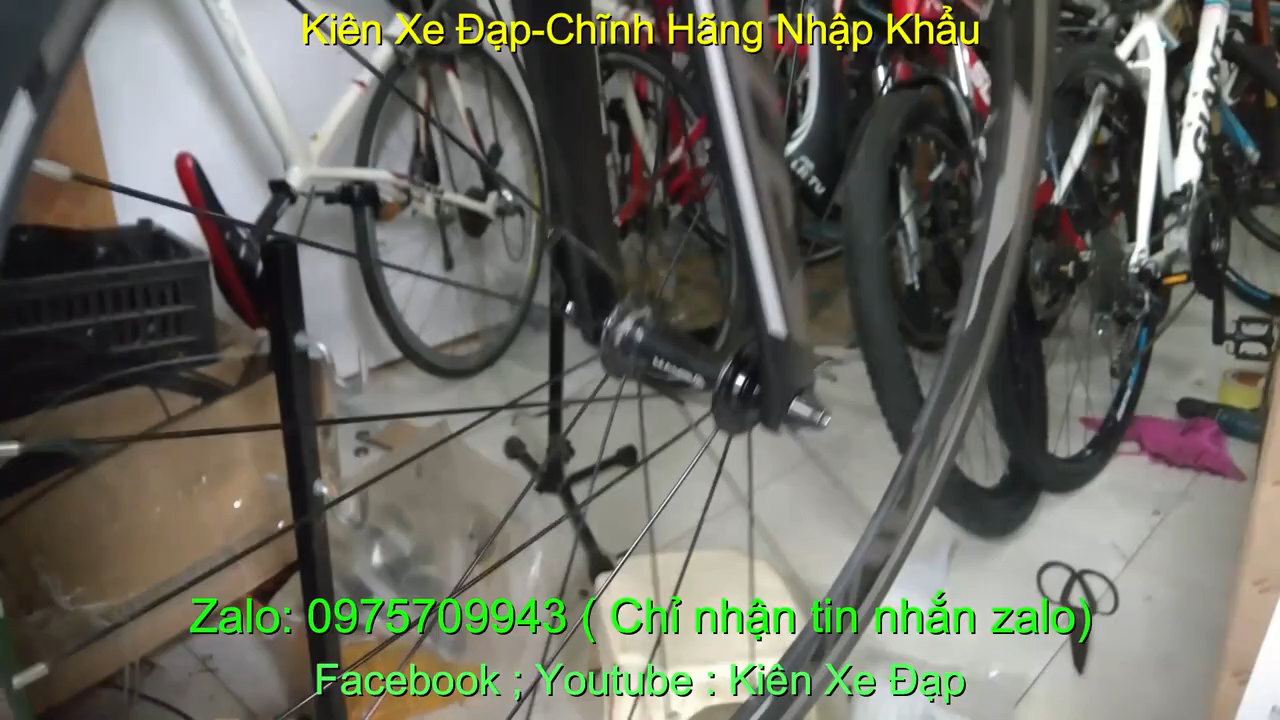 Kiên Xe Đạp-Chĩnh Hãng Nhập Khẩu
GIANT
Zalo: 0975709943 ( Chỉ nhận tin nhắn zalo)
Facebook ; Youtube : Kiên Xe Đạp